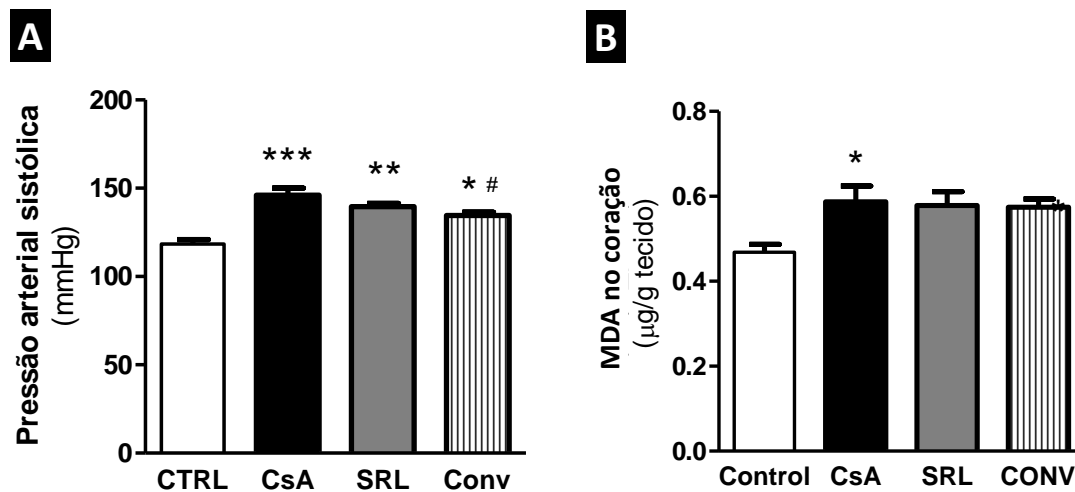 A
Pressão arterial sistólica
(mmHg)
200
150
100
50
0
***
**
* #
CTRL
CsA
SRL
Conv
B
MDA no coração
(µg/g tecido)
0.8
0.6
0.4
0.2
0.0
*
Control
CsA
SRL
CONV